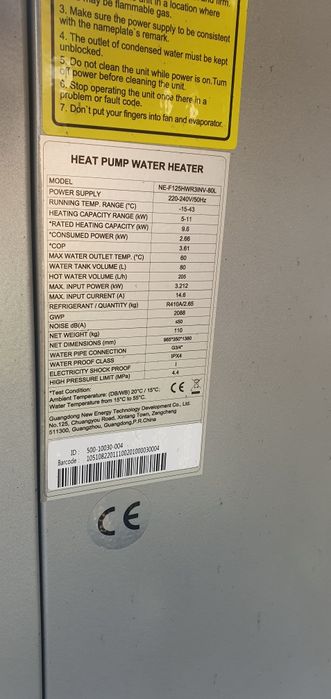 unit in a location where
may be flammable gas.
3. Make sure the power supply to be consistent
with the nameplate's remark.
4. The outlet of condensed water must be kept
unblocked.
5. Do not clean the unit while power is on.Turn
off power before cleaning the unit.
6. Stop operating the unit once there in a
problem or fault code.
7. Don't put your fingers into fan and evaporator.
HEAT PUMP WATER HEATER
MODEL NE-F125HWR3INV-80L
POWER SUPPLY 220-240V/50Hz
RUNNING TEMP. RANGE (°C) -15-43
HEATING CAPACITY RANGE (kW) 5-11
*RATED HEATING CAPACITY (kW) 9.6
*CONSUMED POWER (kW) 2.66
*COP 3.61
MAX WATER OUTLET TEMP. (°C) 60
WATER TANK VOLUME (L) 80
HOT WATER VOLUME (L/h) 205
MAX. INPUT POWER (kW) 3.212
MAX. INPUT CURRENT (A) 14.6
REFRIGERANT / QUANTITY (kg) R410A/2.65
GWP 2088
NOISE dB(A) ≤50
NET WEIGHT (kg) 110
NET DIMENSIONS (mm) 965*350*1380
WATER PIPE CONNECTION G3/4"
WATER PROOF CLASS IPX4
ELECTRICITY SHOCK PROOF I
HIGH PRESSURE LIMIT (MPa) 4.4
*Test Condition:
Ambient Temperature: (DB/WB) 20°C / 15°C,
Water Temperature from 15°C to 55°C.
CE
Guangdong New Energy Technology Development Co., Ltd.
No.125, Chuangyou Road, Xintang Town, Zengcheng
511300, Guangzhou, Guangdong,P.R.China
ID: 500-10030-004
Barcode 1051082201110020100030004
CE